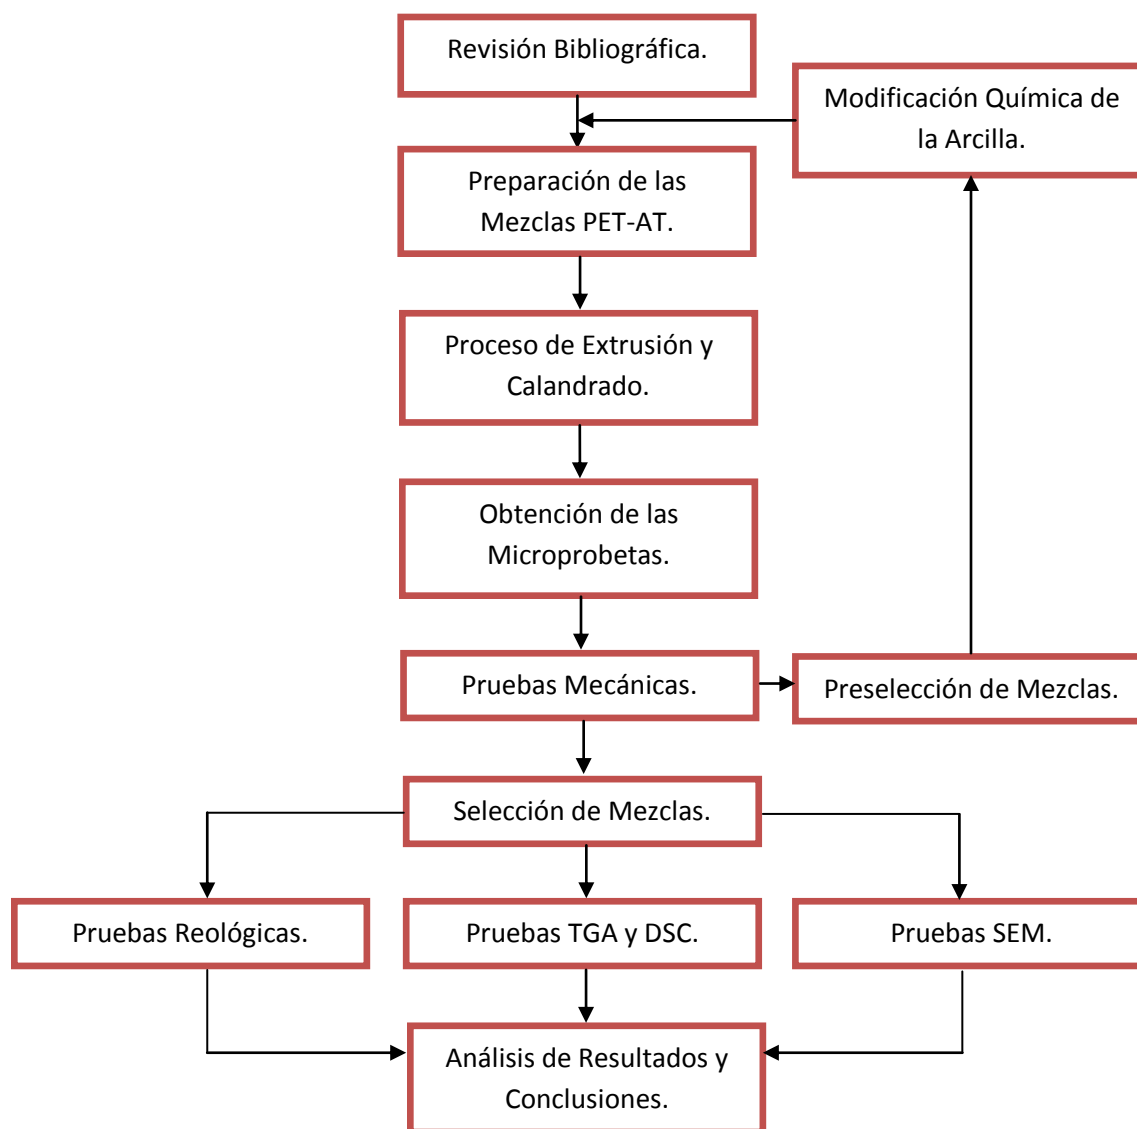 Revisión Bibliográfica.
Modificación Química de
la Arcilla.
Preparación de las
Mezclas PET-AT.
Proceso de Extrusión y
Calandrado.
Obtención de las
Microprobetas.
Pruebas Mecánicas.
Preselección de Mezclas.
Selección de Mezclas.
Pruebas Reológicas.
Pruebas TGA y DSC.
Pruebas SEM.
Análisis de Resultados y
Conclusiones.